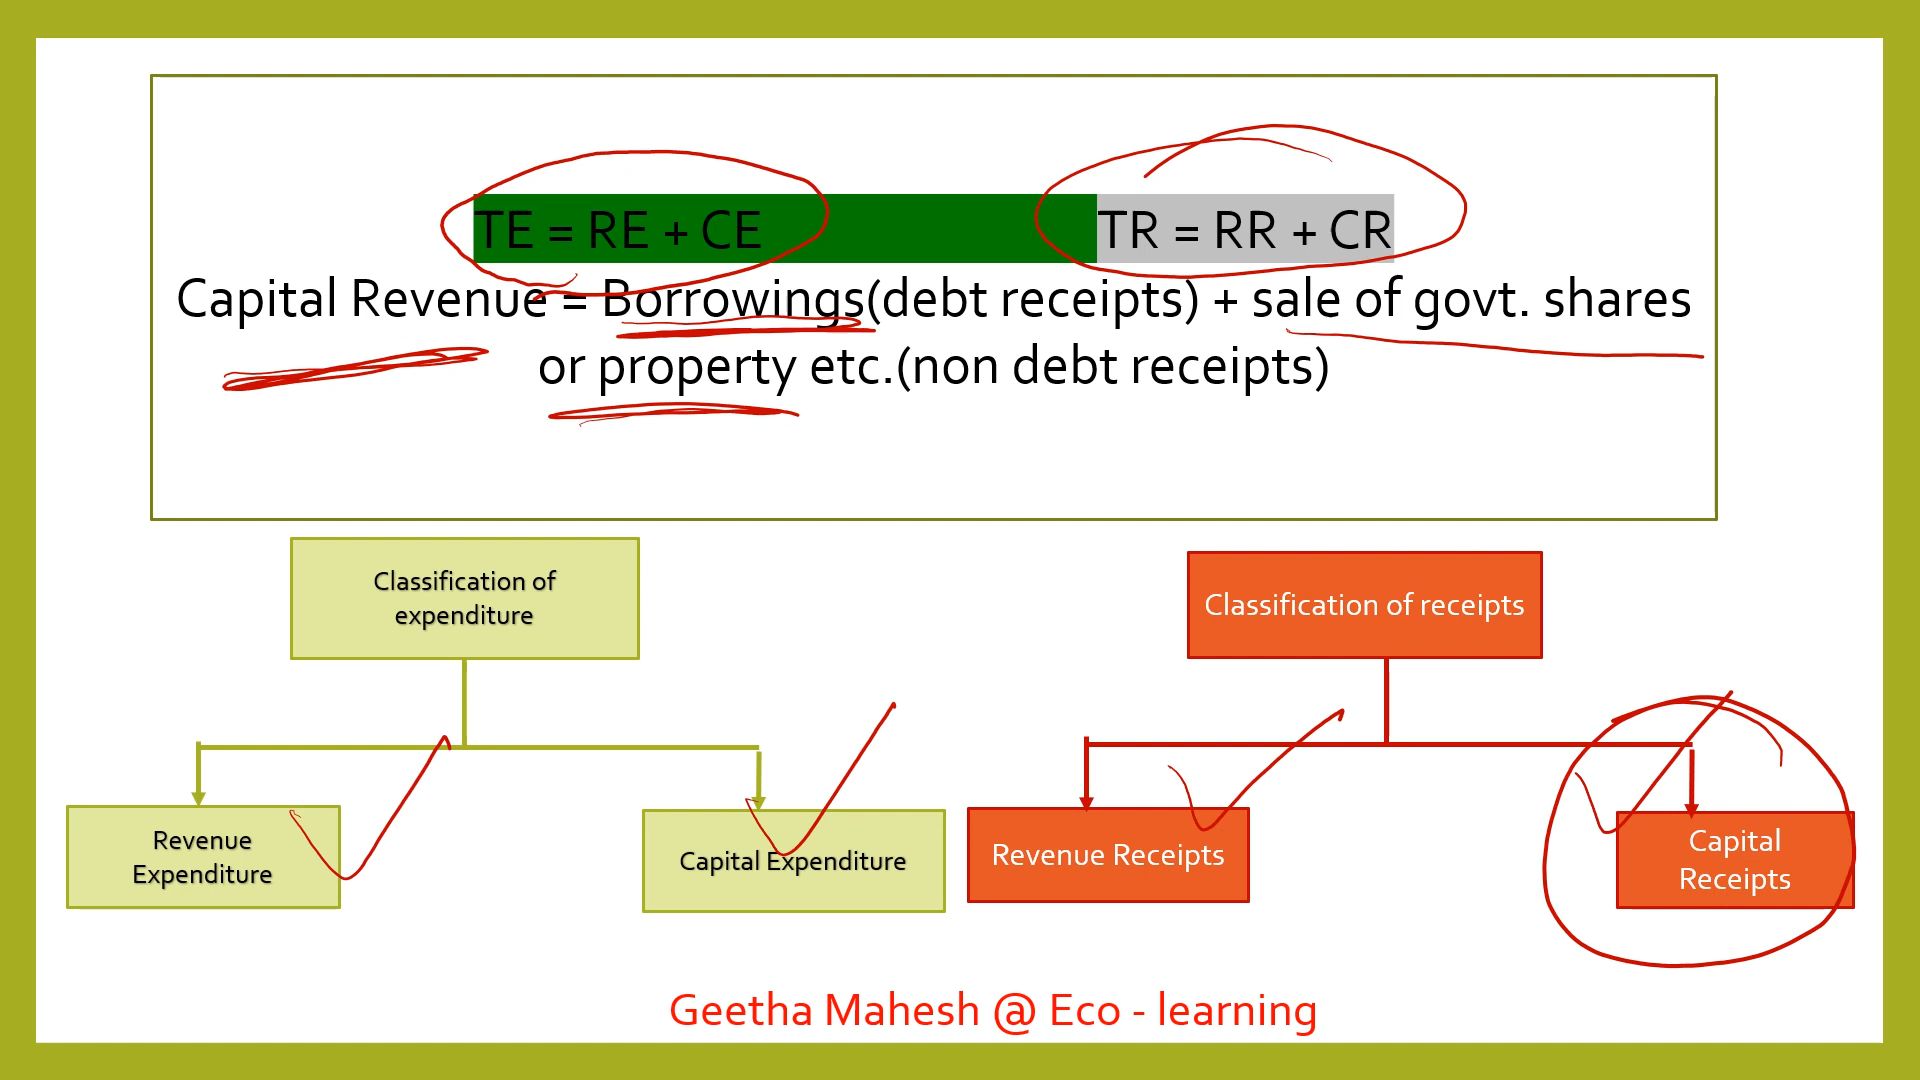 TE = RE + CE TR = RR + CR
Capital Revenue = Borrowings(debt receipts) + sale of govt. shares
or property etc.(non debt receipts)
Classification of
expenditure
Classification of receipts
Revenue
Expenditure
Capital Expenditure
Revenue Receipts
Capital
Receipts
Geetha Mahesh @ Eco - learning